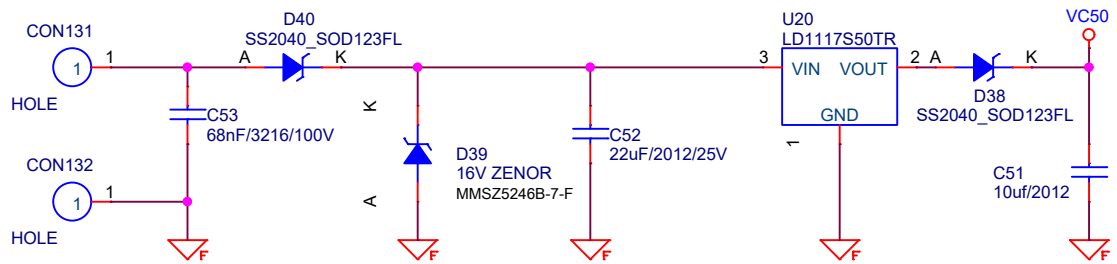 CON131
1
1
HOLE
C53
68nF/3216/100V
CON132
1
1
HOLE
D40
SS2040_SOD123FL
A
K
K
D39
16V ZENOR
MMSZ5246B-7-F
A
C52
22uF/2012/25V
U20
LD1117S50TR
3
VIN
VOUT
2
GND
1
A
K
D38
SS2040_SOD123FL
VC50
C51
10uf/2012
F
F
F
F
F